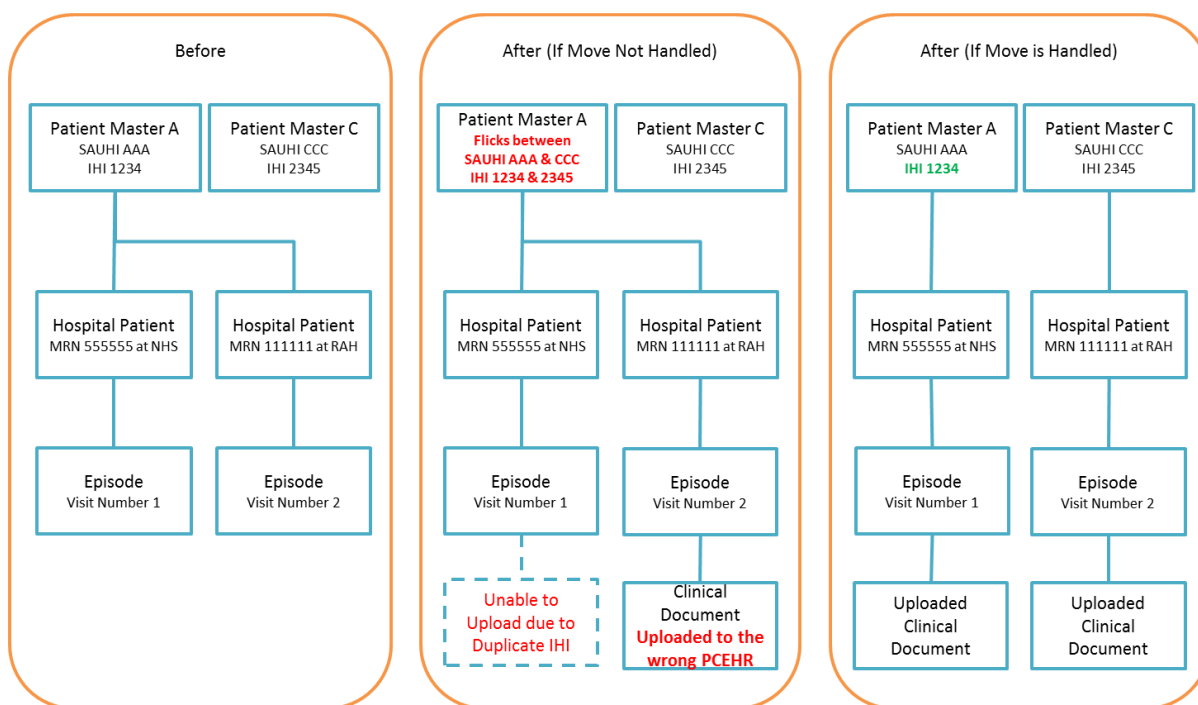 Before
Patient Master A
SAUHI AAA
IHI 1234
Patient Master C
SAUHI CCC
IHI 2345
Hospital Patient
MRN 555555 at NHS
Hospital Patient
MRN 111111 at RAH
Episode
Visit Number 1
Episode
Visit Number 2
After (If Move Not Handled)
Patient Master A
Flicks between
SAUHI AAA & CCC
IHI 1234 & 2345
Patient Master C
SAUHI CCC
IHI 2345
Hospital Patient
MRN 555555 at NHS
Hospital Patient
MRN 111111 at RAH
Episode
Visit Number 1
Episode
Visit Number 2
Unable to
Upload due to
Duplicate IHI
Clinical
Document
Uploaded to the
wrong PCEHR
After (If Move is Handled)
Patient Master A
SAUHI AAA
IHI 1234
Patient Master C
SAUHI CCC
IHI 2345
Hospital Patient
MRN 555555 at NHS
Hospital Patient
MRN 111111 at RAH
Episode
Visit Number 1
Episode
Visit Number 2
Uploaded
Clinical
Document
Uploaded
Clinical
Document